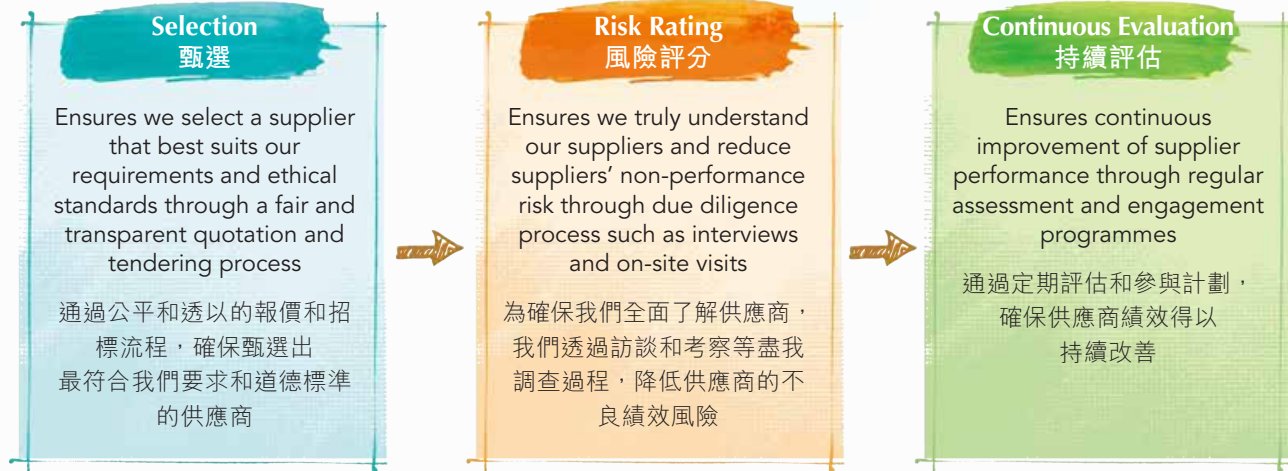 Selection
甄選
Ensures we select a supplier
that best suits our
requirements and ethical
standards through a fair and
transparent quotation and
tendering process
通過公平和透以的報價和招
標流程，確保甄選出
最符合我們要求和道德標準
的供應商
Risk Rating
風險評分
Ensures we truly understand
our suppliers and reduce
suppliers' non-performance
risk through due diligence
process such as interviews
and on-site visits
為確保我們全面了解供應商，
我們透過訪談和考察等盡我
調查過程，降低供應商的不
良績效風險
Continuous Evaluation
持續評估
Ensures continuous
improvement of supplier
performance through regular
assessment and engagement
programmes
通過定期評估和參與計劃，
確保供應商績效得以
持續改善